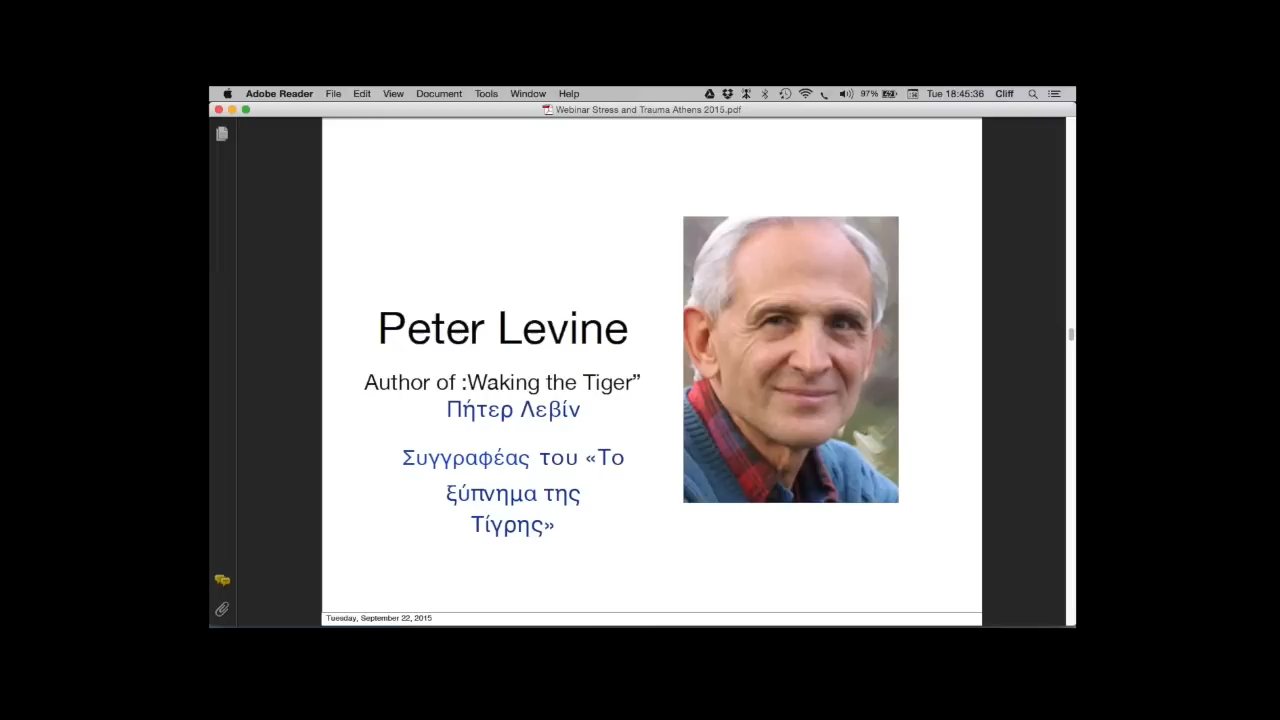 Adobe Reader File Edit View Document Tools Window Help 97% Tue 18:45:36 Cliff
Webinar Stress and Trauma Athens 2015.pdf
Peter Levine
Author of :Waking the Tiger”
Πήτερ Λεβίν
Συγγραφέας του «Το
ξύπνημα της
Τίγρης»
Tuesday, September 22, 2015